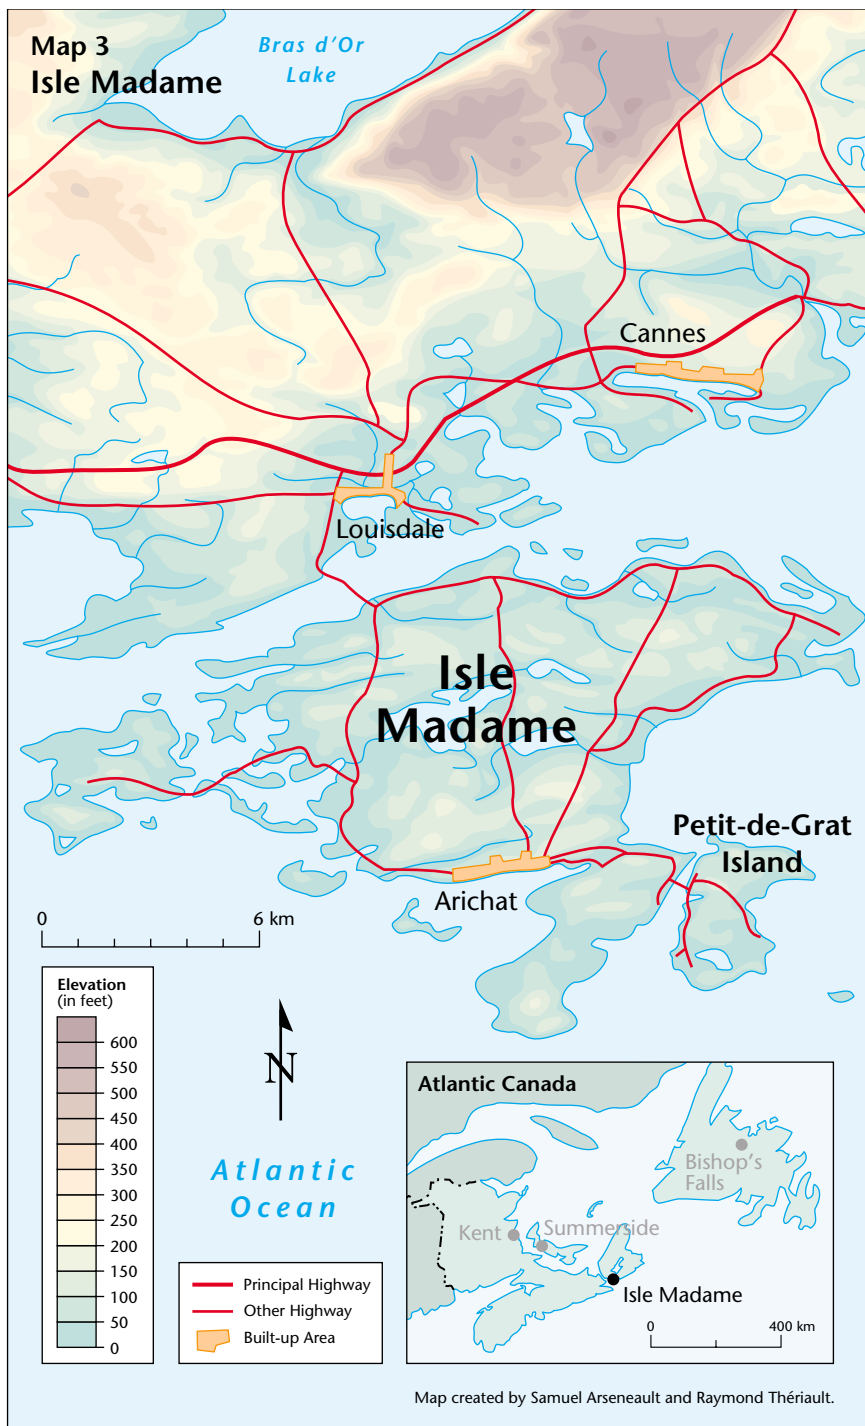 Map 3
Isle Madame
Bras d'Or
Lake
Cannes
Louisdale
Isle
Madame
Petit-de-Grat
Island
Arichat
0 6 km
Elevation
(in feet)
600
550
500
450
400
350
300
250
200
150
100
50
0
N
Atlantic
Ocean
Principal Highway
Other Highway
Built-up Area
Atlantic Canada
Bishop's
Falls
Kent
Summerside
Isle Madame
0 400 km
Map created by Samuel Arseneault and Raymond Thériault.